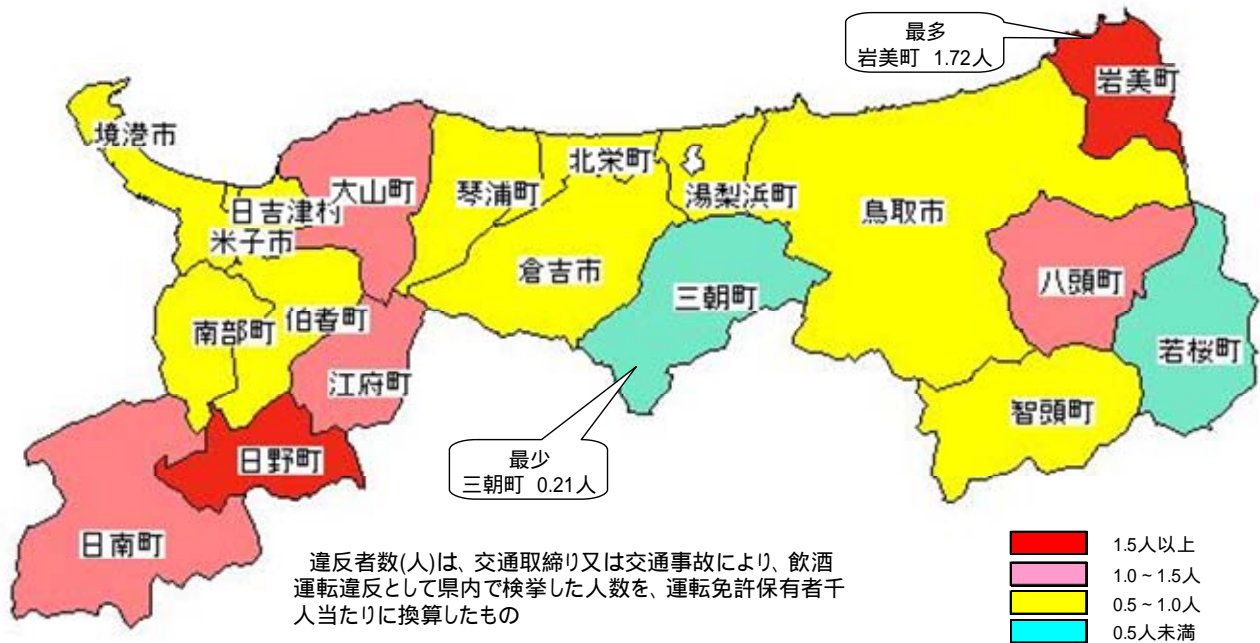 最多
岩美町 1.72人
岩美町
境港市
大山町
北栄町
琴浦町
湯梨浜町
鳥取市
日吉津村
米子市
倉吉市
三朝町
八頭町
南部町
伯耆町
若桜町
江府町
智頭町
日野町
最少
三朝町 0.21人
日南町
違反者数(人)は、交通取締り又は交通事故により、飲酒
運転違反として県内で検挙した人数を、運転免許保有者千
人当たりに換算したもの
1.5人以上
1.0~1.5人
0.5~1.0人
0.5人未満